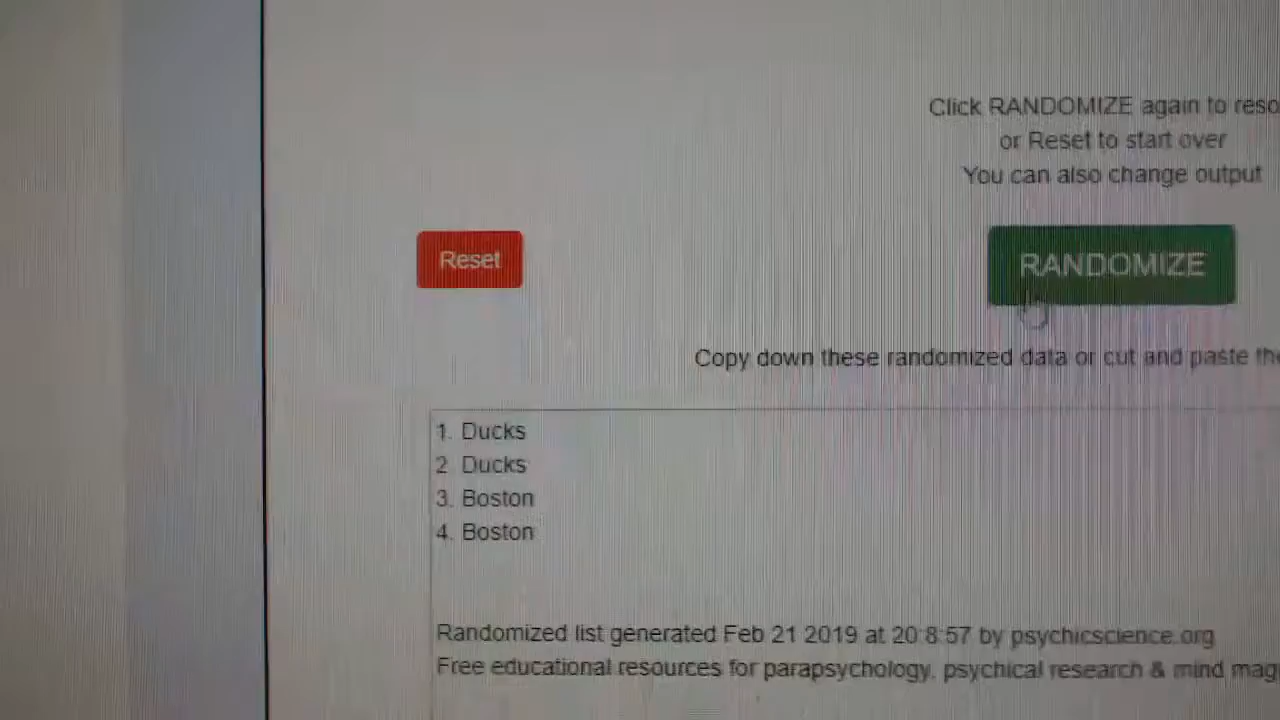 Click RANDOMIZE again to reso
or Reset to start over
You can also change output
Reset
RANDOMIZE
Copy down these randomized data or cut and paste the
1. Ducks
2. Ducks
3. Boston
4. Boston
Randomized list generated Feb 21 2019 at 20:8:57 by psychicscience.org
Free educational resources for parapsychology, psychical research & mind mag